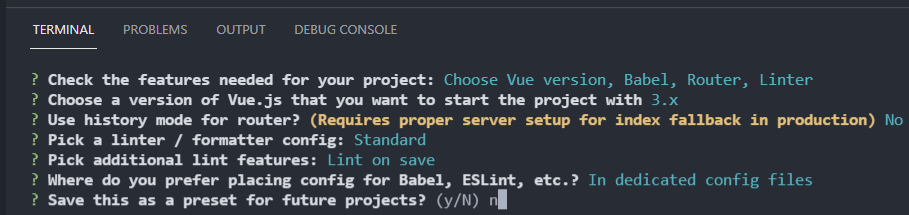 TERMINAL PROBLEMS OUTPUT DEBUG CONSOLE
? Check the features needed for your project: Choose Vue version, Babel, Router, Linter
? Choose a version of Vue.js that you want to start the project with 3.x
? Use history mode for router? (Requires proper server setup for index fallback in production) No
? Pick a linter / formatter config: Standard
? Pick additional lint features: Lint on save
? Where do you prefer placing config for Babel, ESLint, etc.? In dedicated config files
? Save this as a preset for future projects? (y/N) n